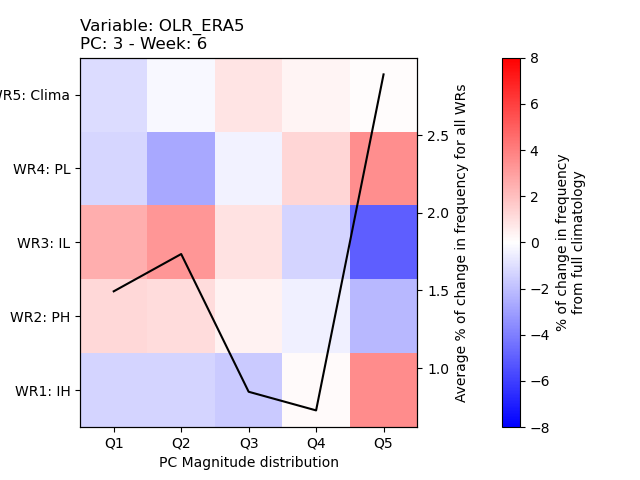 Variable: OLR_ERA5
PC: 3 - Week: 6
WR5: Clima
WR4: PL
WR3: IL
WR2: PH
WR1: IH
Q1 Q2 Q3 Q4 Q5
PC Magnitude distribution
2.5
2.0
1.5
1.0
Average % of change in frequency for all WRs
8
6
4
2
0
−2
−4
−6
−8
% of change in frequency
from full climatology